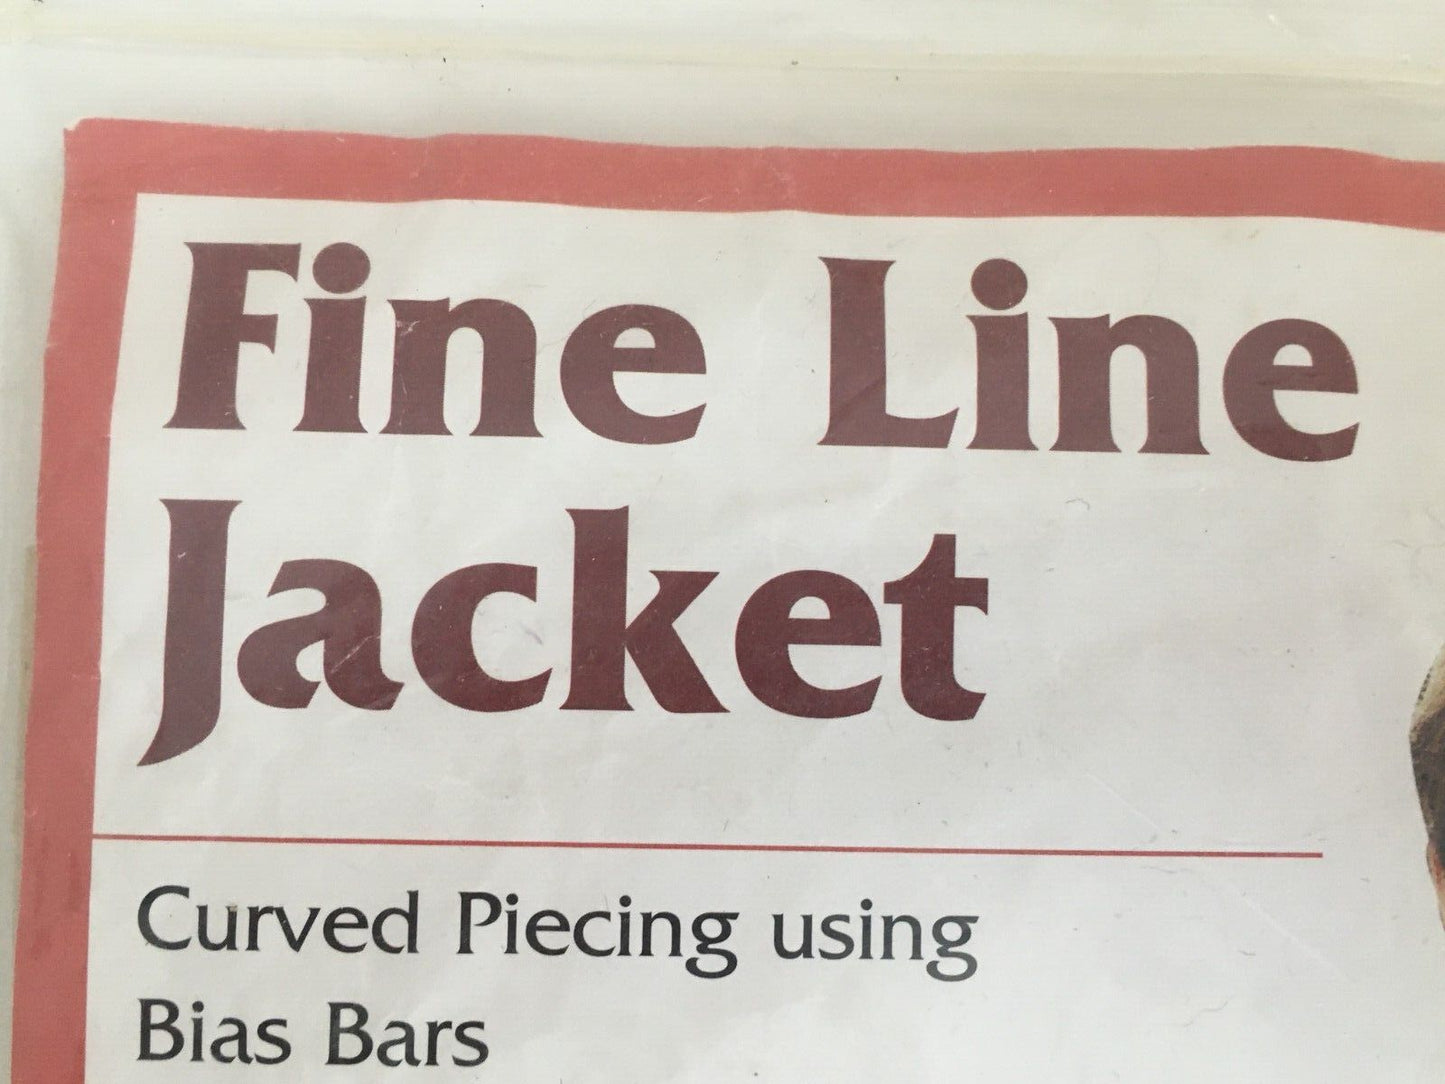 Fine Line
Jacket
Curved Piecing using
Bias Bars